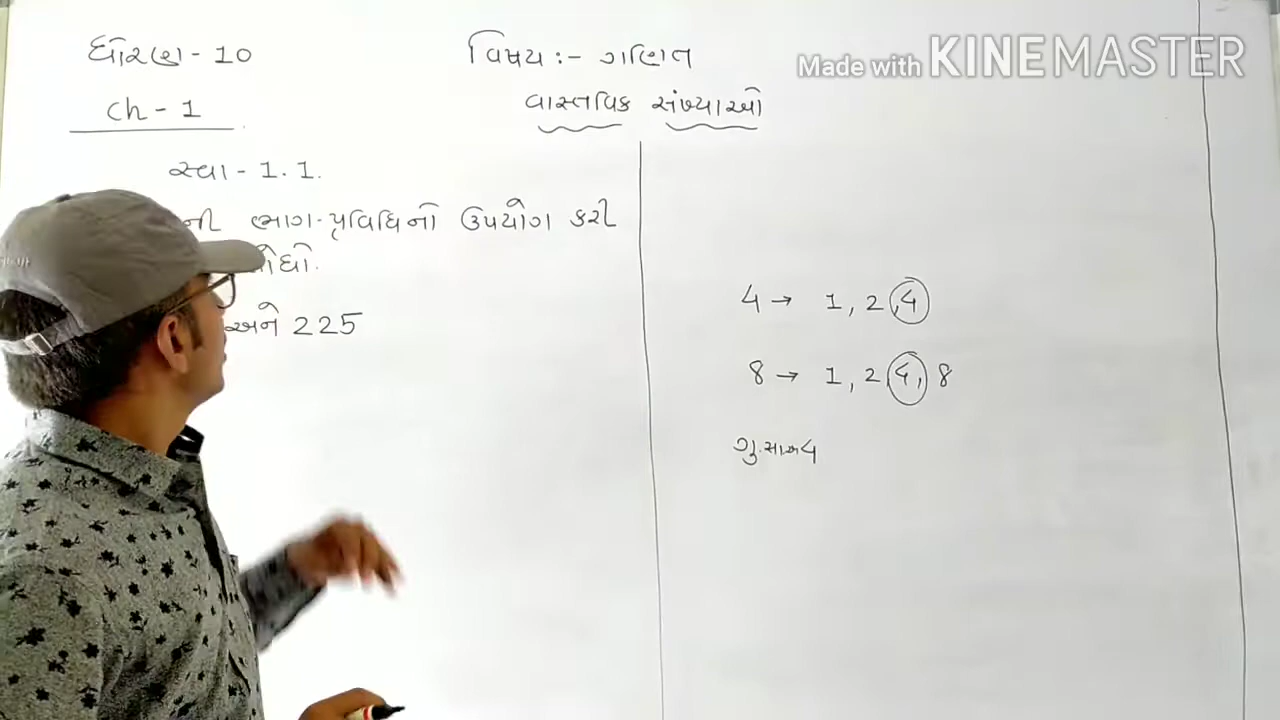 ધોરણ - 10
વિષય :- ગણિત
Made with KINEMASTER
Ch - 1
વાસ્તવિક સંખ્યાઓ
સ્વા - 1.1.
ની ભાગ-પ્રવિધિનો ઉપયોગ કરી
અને 225
4 → 1, 2, 4
8 → 1, 2, 4, 8